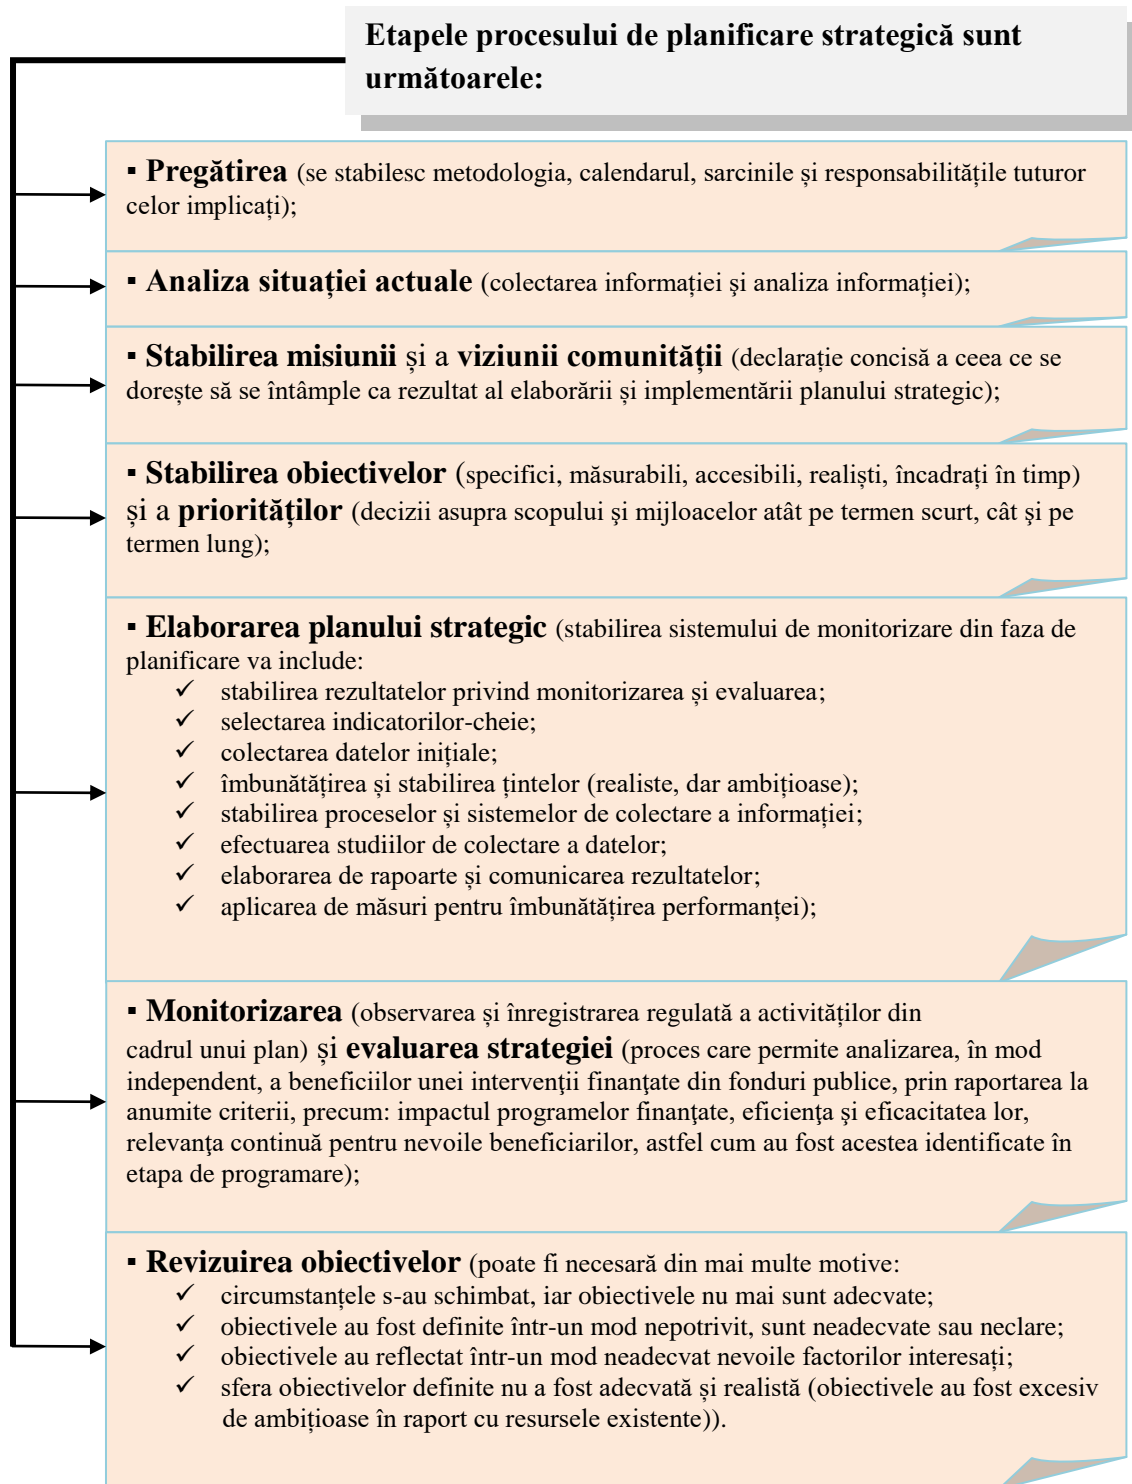 Etapele procesului de planificare strategică sunt
următoarele:
▪ Pregătirea (se stabilesc metodologia, calendarul, sarcinile și responsabilitățile tuturor
celor implicați);
▪ Analiza situației actuale (colectarea informației şi analiza informației);
▪ Stabilirea misiunii și a viziunii comunității (declarație concisă a ceea ce se
dorește să se întâmple ca rezultat al elaborării și implementării planului strategic);
▪ Stabilirea obiectivelor (specifici, măsurabili, accesibili, realiști, încadrați în timp)
și a priorităților (decizii asupra scopului şi mijloacelor atât pe termen scurt, cât şi pe
termen lung);
▪ Elaborarea planului strategic (stabilirea sistemului de monitorizare din faza de
planificare va include:
✓ stabilirea rezultatelor privind monitorizarea și evaluarea;
✓ selectarea indicatorilor-cheie;
✓ colectarea datelor inițiale;
✓ îmbunătățirea și stabilirea țintelor (realiste, dar ambițioase);
✓ stabilirea proceselor și sistemelor de colectare a informației;
✓ efectuarea studiilor de colectare a datelor;
✓ elaborarea de rapoarte și comunicarea rezultatelor;
✓ aplicarea de măsuri pentru îmbunătățirea performanței);
▪ Monitorizarea (observarea și înregistrarea regulată a activităților din
cadrul unui plan) și evaluarea strategiei (proces care permite analizarea, în mod
independent, a beneficiilor unei intervenţii finanţate din fonduri publice, prin raportarea la
anumite criterii, precum: impactul programelor finanţate, eficienţa şi eficacitatea lor,
relevanţa continuă pentru nevoile beneficiarilor, astfel cum au fost acestea identificate în
etapa de programare);
▪ Revizuirea obiectivelor (poate fi necesară din mai multe motive:
✓ circumstanțele s-au schimbat, iar obiectivele nu mai sunt adecvate;
✓ obiectivele au fost definite într-un mod nepotrivit, sunt neadecvate sau neclare;
✓ obiectivele au reflectat într-un mod neadecvat nevoile factorilor interesați;
✓ sfera obiectivelor definite nu a fost adecvată și realistă (obiectivele au fost excesiv
de ambițioase în raport cu resursele existente)).